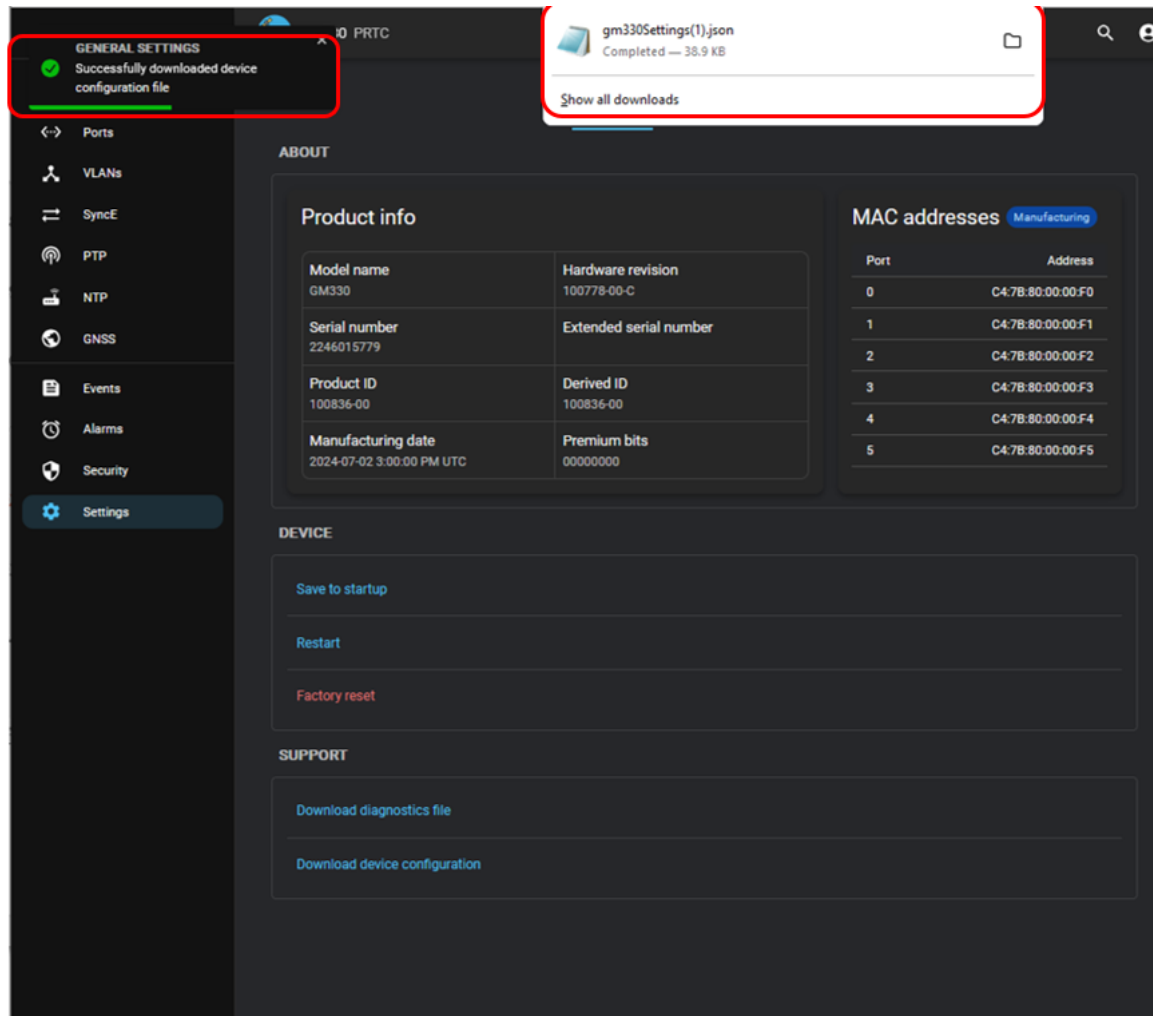 GENERAL SETTINGS
Successfully downloaded device
configuration file
30 PRTC
gm330Settings(1).json
Completed — 38.9 KB
Show all downloads
Ports
VLANs
SyncE
PTP
NTP
GNSS
Events
Alarms
Security
Settings
ABOUT
Product info
Model name
GM330
Hardware revision
100778-00-C
Serial number
2246015779
Extended serial number
Product ID
100836-00
Derived ID
100836-00
Manufacturing date
2024-07-02 3:00:00 PM UTC
Premium bits
00000000
MAC addresses Manufacturing
Port Address
0 C4:7B:80:00:00:F0
1 C4:7B:80:00:00:F1
2 C4:7B:80:00:00:F2
3 C4:7B:80:00:00:F3
4 C4:7B:80:00:00:F4
5 C4:7B:80:00:00:F5
DEVICE
Save to startup
Restart
Factory reset
SUPPORT
Download diagnostics file
Download device configuration